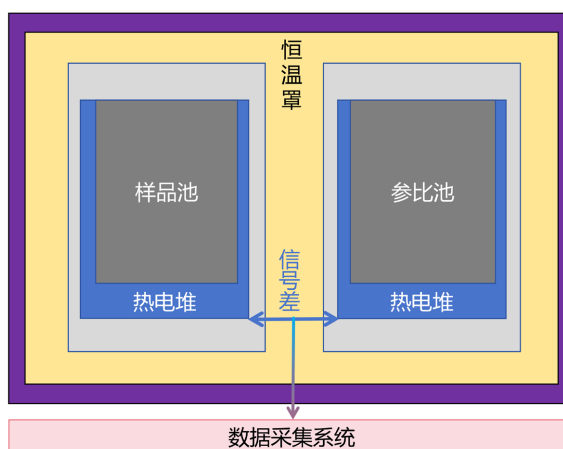 恒温罩
样品池
参比池
信号差
热电堆
热电堆
数据采集系统